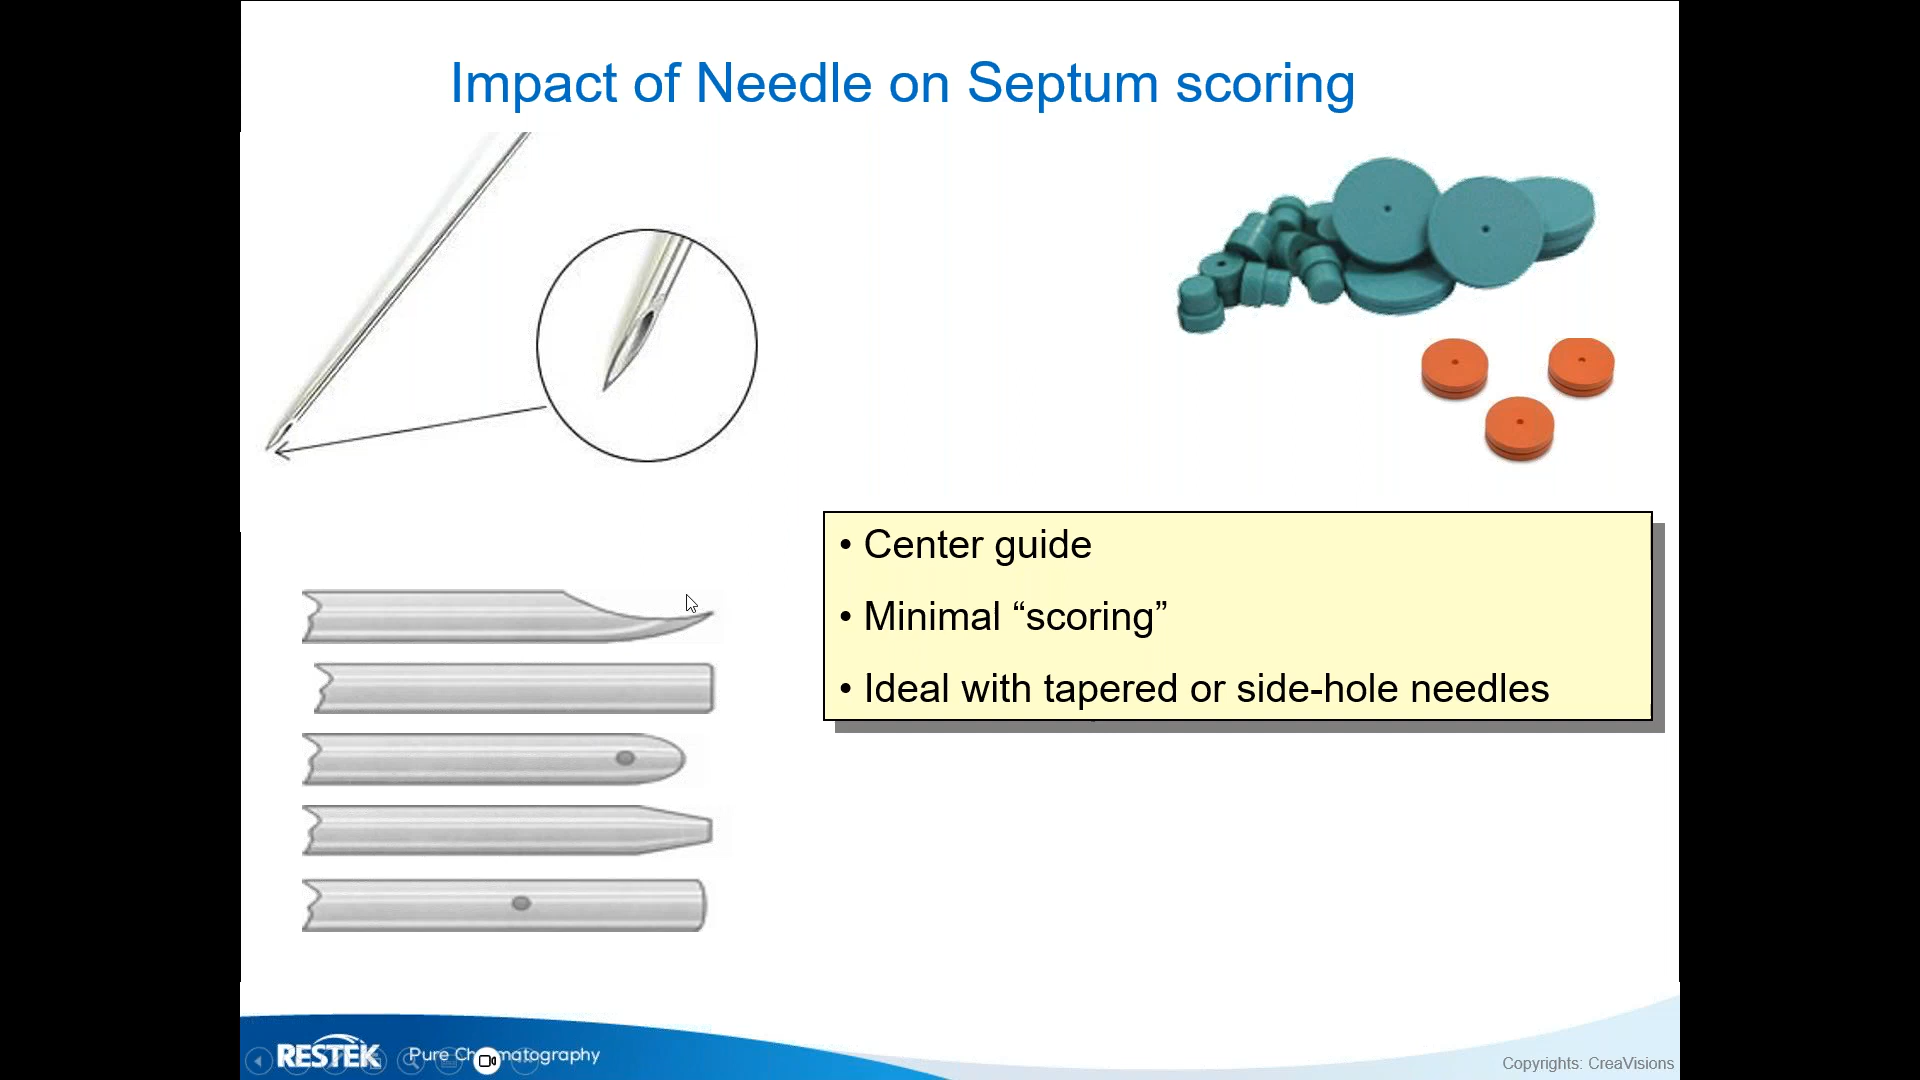 Impact of Needle on Septum scoring
• Center guide
• Minimal “scoring”
• Ideal with tapered or side-hole needles
RESTEK Pure Chromatography
Copyrights: CreaVisions